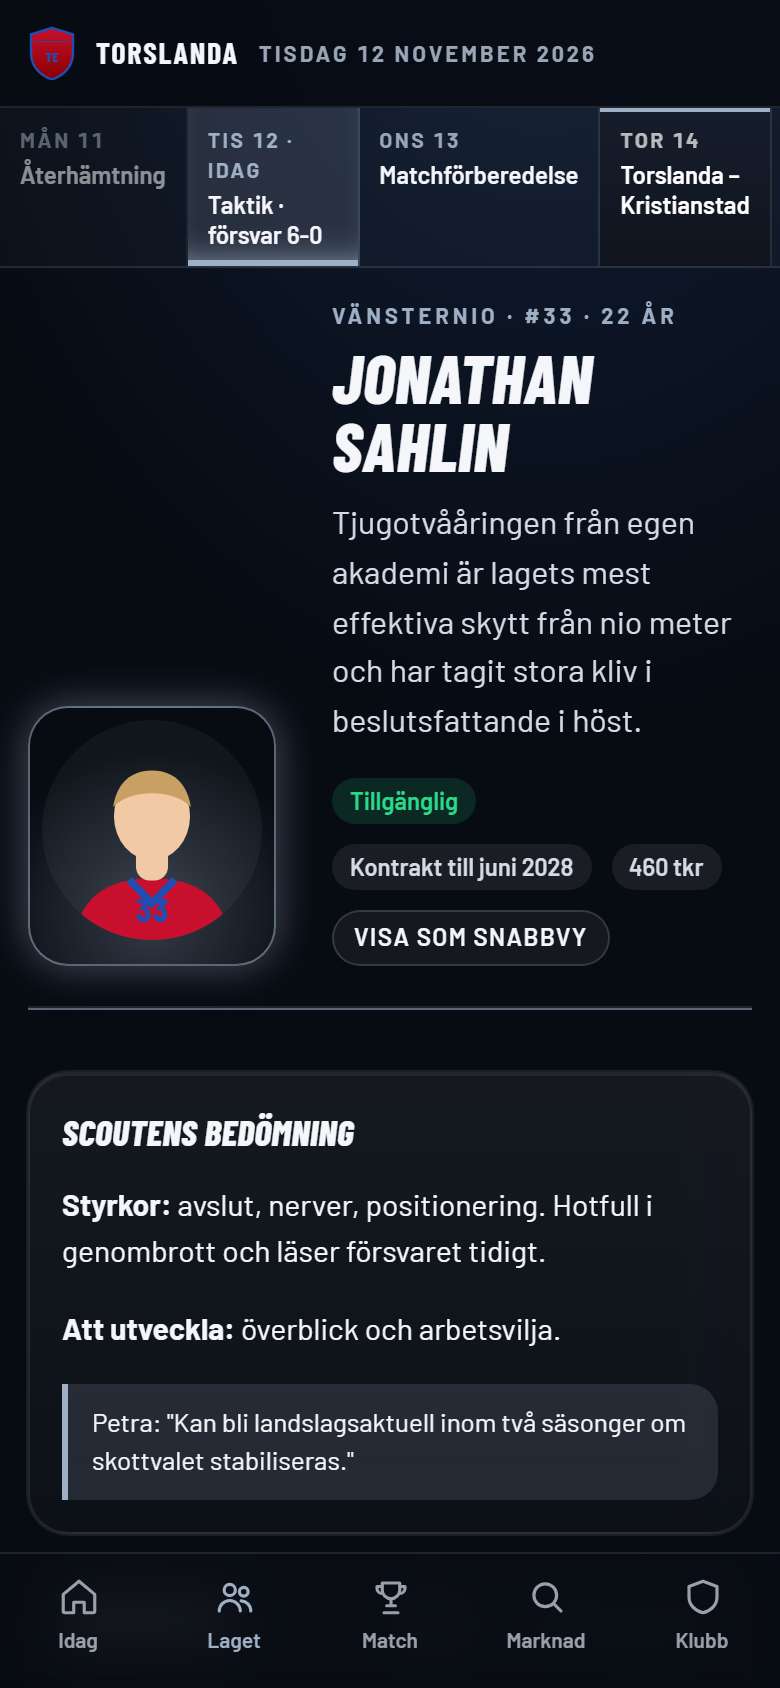 TE
TORSLANDA TISDAG 12 NOVEMBER 2026
MÅN 11
Återhämtning
TIS 12 ·
IDAG
Taktik ·
försvar 6-0
ONS 13
Matchförberedelse
TOR 14
Torslanda –
Kristianstad
VÄNSTERNIO · #33 · 22 ÅR
JONATHAN
SAHLIN
Tjugotvååringen från egen
akademi är lagets mest
effektiva skytt från nio meter
och har tagit stora kliv i
beslutsfattande i höst.
33
Tillgänglig
Kontrakt till juni 2028
460 tkr
VISA SOM SNABBVY
SCOUTENS BEDÖMNING
Styrkor: avslut, nerver, positionering. Hotfull i
genombrott och läser försvaret tidigt.
Att utveckla: överblick och arbetsvilja.
Petra: "Kan bli landslagsaktuell inom två säsonger om
skottvalet stabiliseras."
Idag
Laget
Match
Marknad
Klubb